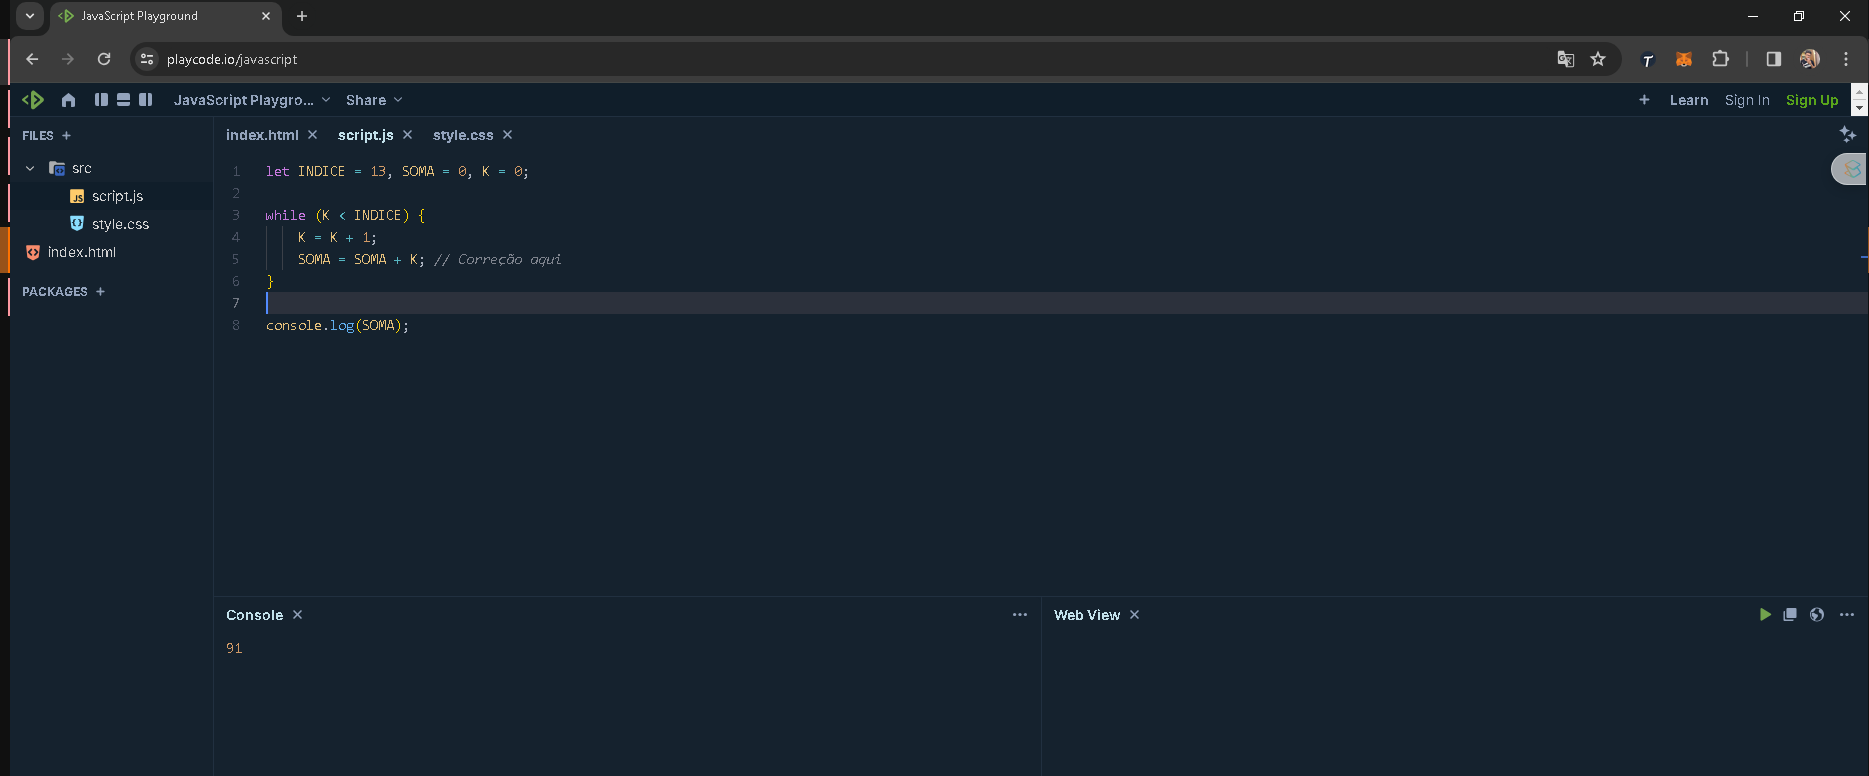 JavaScript Playground
playcode.io/javascript
JavaScript Playgro... Share + Learn Sign In Sign Up
FILES +
index.html script.js style.css
src
script.js
style.css
index.html
PACKAGES +
1 let INDICE = 13, SOMA = 0, K = 0;
2
3 while (K < INDICE) {
4 K = K + 1;
5 SOMA = SOMA + K; // Correção aqui
6 }
7
8 console.log(SOMA);
Console
91
Web View